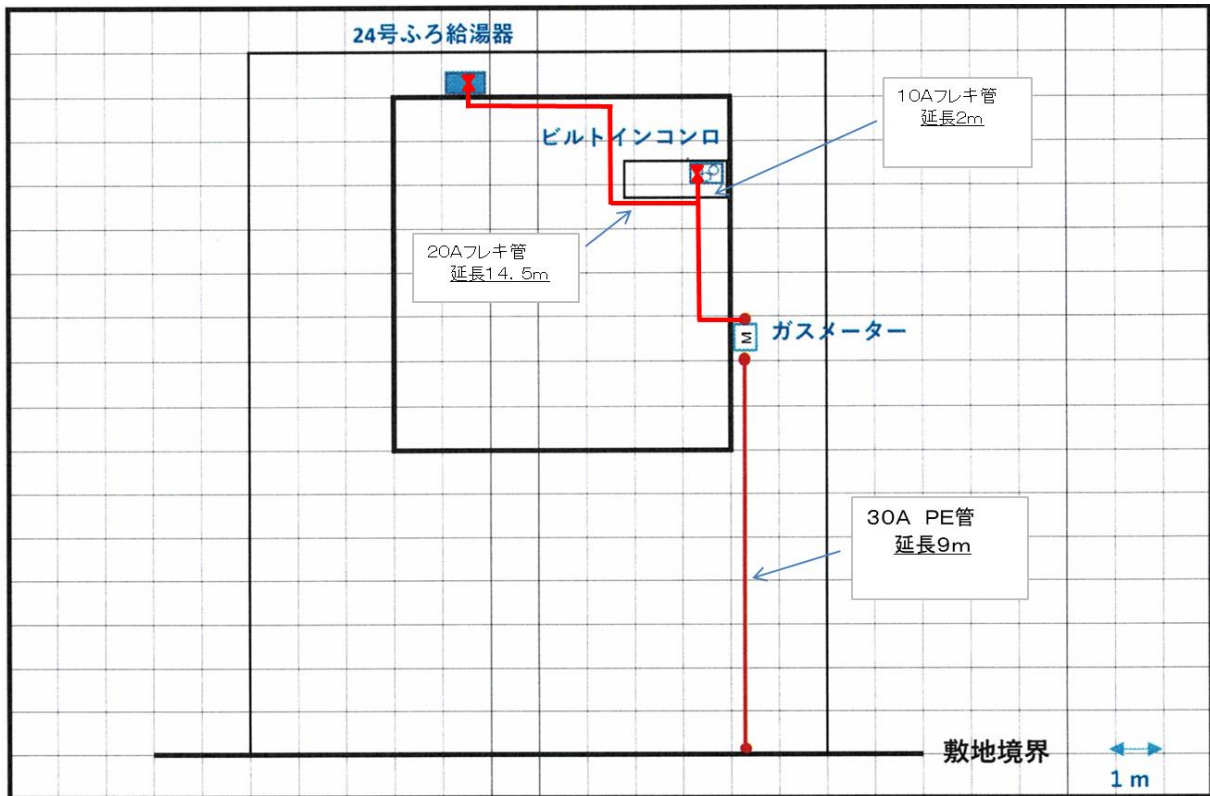 24号ふろ給湯器
10Aフレキ管
延長2m
ビルトインコンロ
20Aフレキ管
延長14.5m
M
ガスメーター
30A PE管
延長9m
敷地境界
1 m